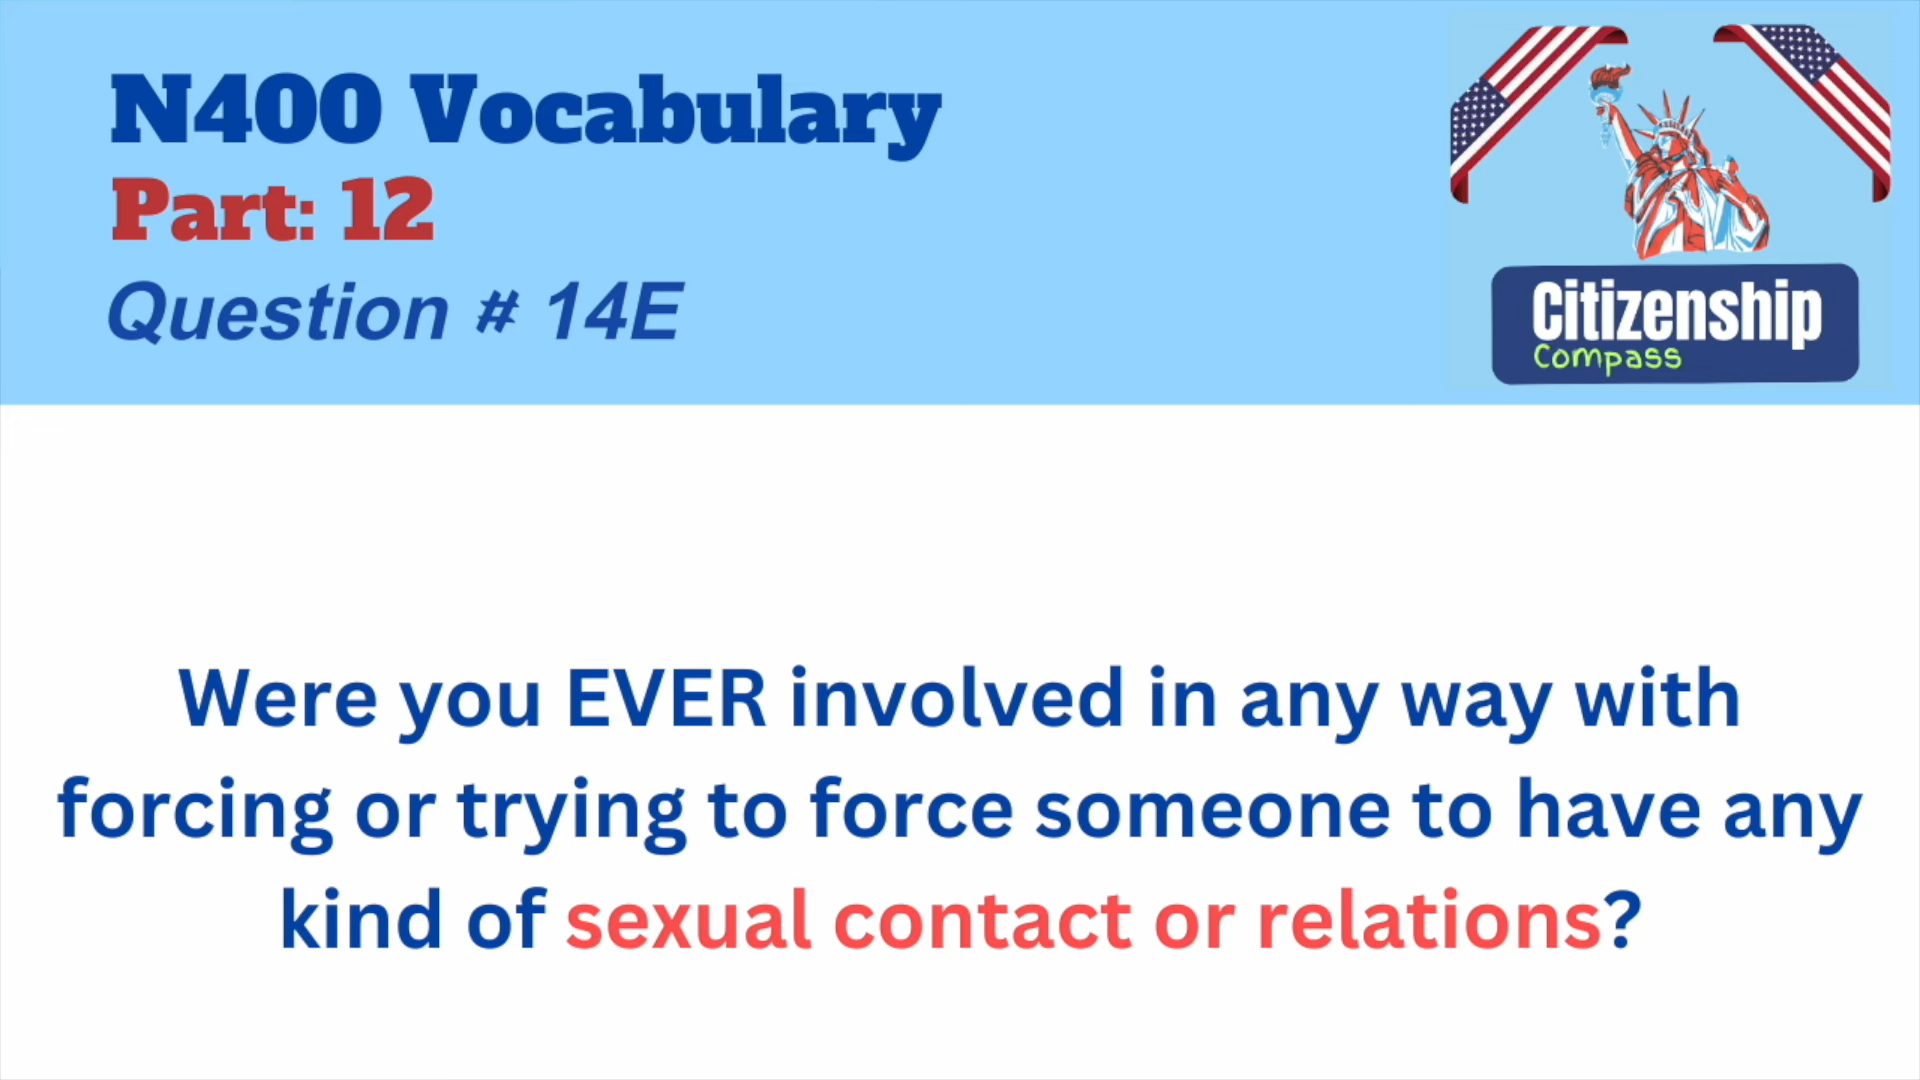 N400 Vocabulary
Part: 12
Question # 14E
Citizenship
Compass
Were you EVER involved in any way with
forcing or trying to force someone to have any
kind of sexual contact or relations?